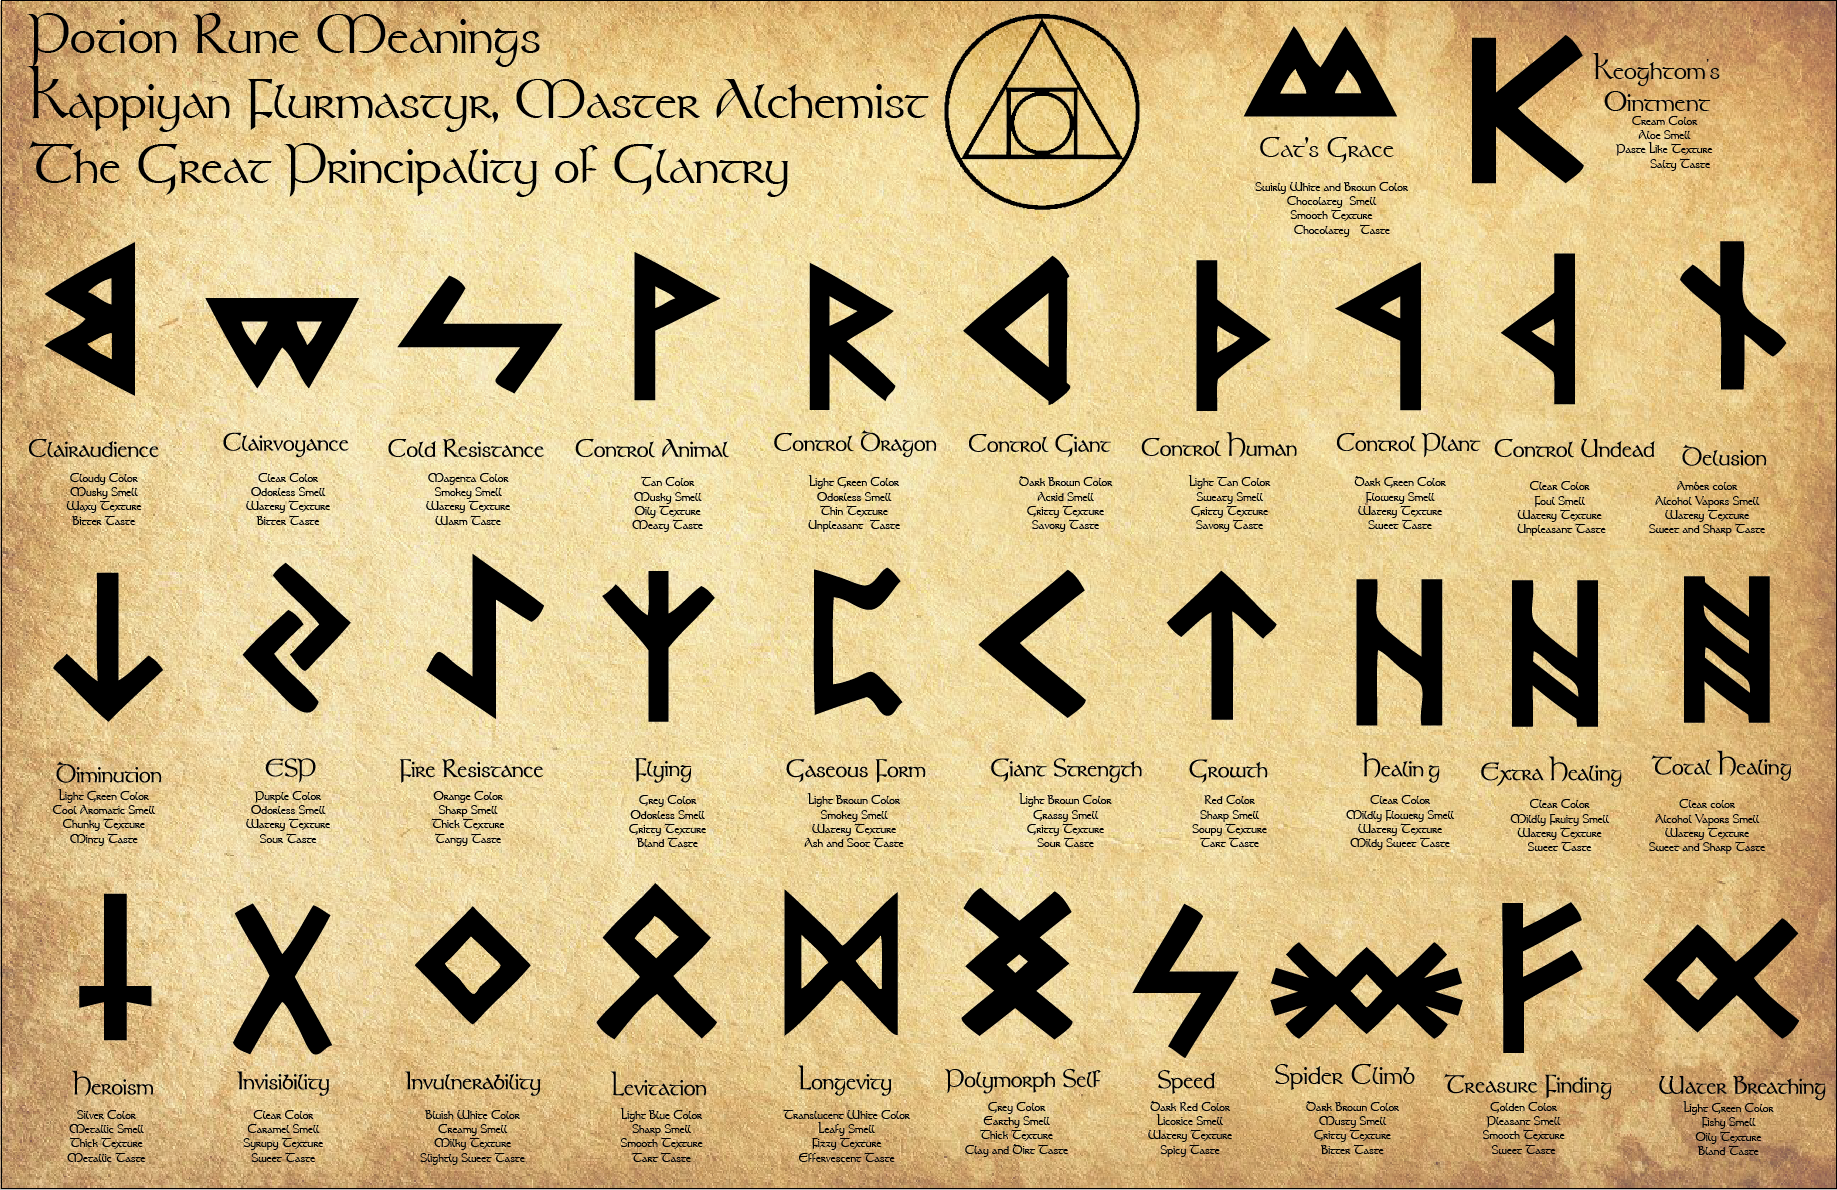 Potion Rune Meanings
Kappiyan Flurmastyr, Master Alchemist
The Great Principality of Glantry
Cat's Grace
Swirly White and Brown Color
Chocolatey Smell
Smooth Texture
Chocolatey Taste
Keoghtom's
Ointment
Cream Color
Aloe Smell
Paste Like Texture
Salty Taste
Clairaudience
Cloudy Color
Musky Smell
Waxy Texture
Bitter Taste
Clairvoyance
Clear Color
Odorless Smell
Watery Texture
Bitter Taste
Cold Resistance
Magenta Color
Smokey Smell
Watery Texture
Warm Taste
Control Animal
Tan Color
Musky Smell
Oily Texture
Meaty Taste
Control Dragon
Light Green Color
Odorless Smell
Thin Texture
Unpleasant Taste
Control Giant
Dark Brown Color
Acrid Smell
Gritty Texture
Savory Taste
Control Human
Light Tan Color
Sweaty Smell
Gritty Texture
Savory Taste
Control Plant
Dark Green Color
Flowery Smell
Watery Texture
Sweet Taste
Control Undead
Clear Color
Foul Smell
Watery Texture
Unpleasant Taste
Delusion
Amber color
Alcohol Vapors Smell
Watery Texture
Sweet and Sharp Taste
Diminution
Light Green Color
Cool Aromatic Smell
Chunky Texture
Minty Taste
ESP
Purple Color
Odorless Smell
Watery Texture
Sour Taste
Fire Resistance
Orange Color
Sharp Smell
Thick Texture
Tangy Taste
Flying
Grey Color
Odorless Smell
Gritty Texture
Bland Taste
Gaseous Form
Light Brown Color
Smokey Smell
Watery Texture
Ash and Soot Taste
Giant Strength
Light Brown Color
Grassy Smell
Gritty Texture
Sour Taste
Growth
Red Color
Sharp Smell
Soupy Texture
Tart Taste
Healing
Clear Color
Mildly Flowery Smell
Watery Texture
Mildy Sweet Taste
Extra Healing
Clear Color
Mildly Fruity Smell
Watery Texture
Sweet Taste
Total Healing
Clear color
Alcohol Vapors Smell
Watery Texture
Sweet and Sharp Taste
Heroism
Silver Color
Metallic Smell
Thick Texture
Metallic Taste
Invisibility
Clear Color
Caramel Smell
Syrupy Texture
Sweet Taste
Invulnerability
Bluish White Color
Creamy Smell
Milky Texture
Slightly Sweet Taste
Levitation
Light Blue Color
Sharp Smell
Smooth Texture
Tart Taste
Longevity
Translucent White Color
Leafy Smell
Fizzy Texture
Effervescent Taste
Polymorph Self
Grey Color
Earthy Smell
Thick Texture
Clay and Dirt Taste
Speed
Dark Red Color
Licorice Smell
Watery Texture
Spicy Taste
Spider Climb
Dark Brown Color
Musty Smell
Gritty Texture
Bitter Taste
Treasure Finding
Golden Color
Pleasant Smell
Smooth Texture
Sweet Taste
Water Breathing
Light Green Color
Fishy Smell
Oily Texture
Bland Taste